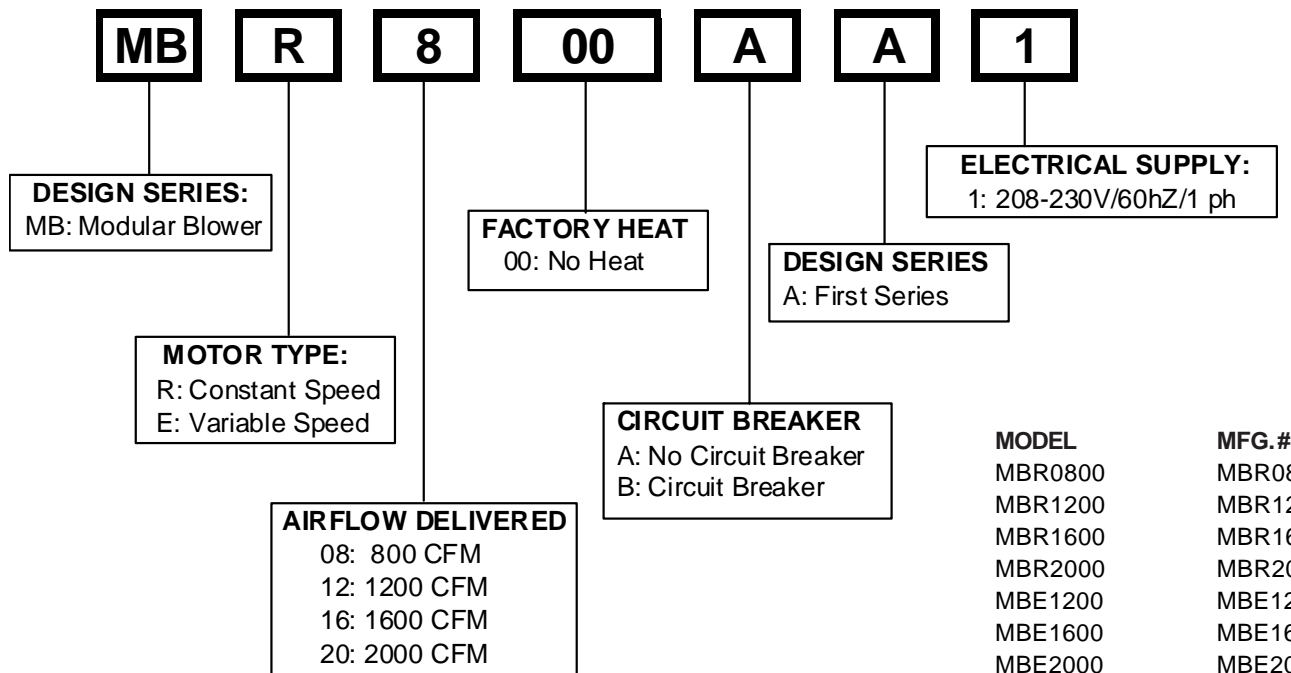 MB R 8 00 A A 1
DESIGN SERIES:
MB: Modular Blower
MOTOR TYPE:
R: Constant Speed
E: Variable Speed
AIRFLOW DELIVERED
08: 800 CFM
12: 1200 CFM
16: 1600 CFM
20: 2000 CFM
FACTORY HEAT
00: No Heat
CIRCUIT BREAKER
A: No Circuit Breaker
B: Circuit Breaker
DESIGN SERIES
A: First Series
ELECTRICAL SUPPLY:
1: 208-230V/60hZ/1 ph
MODEL MFG.#
MBR0800
MBR1200
MBR1600
MBR2000
MBE1200
MBE1600
MBE2000